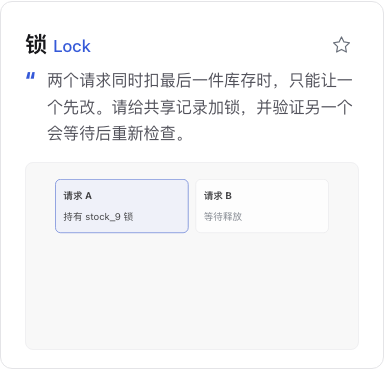 锁 Lock
“ 两个请求同时扣最后一件库存时，只能让一
个先改。请给共享记录加锁，并验证另一个
会等待后重新检查。
请求 A
持有 stock_9 锁
请求 B
等待释放